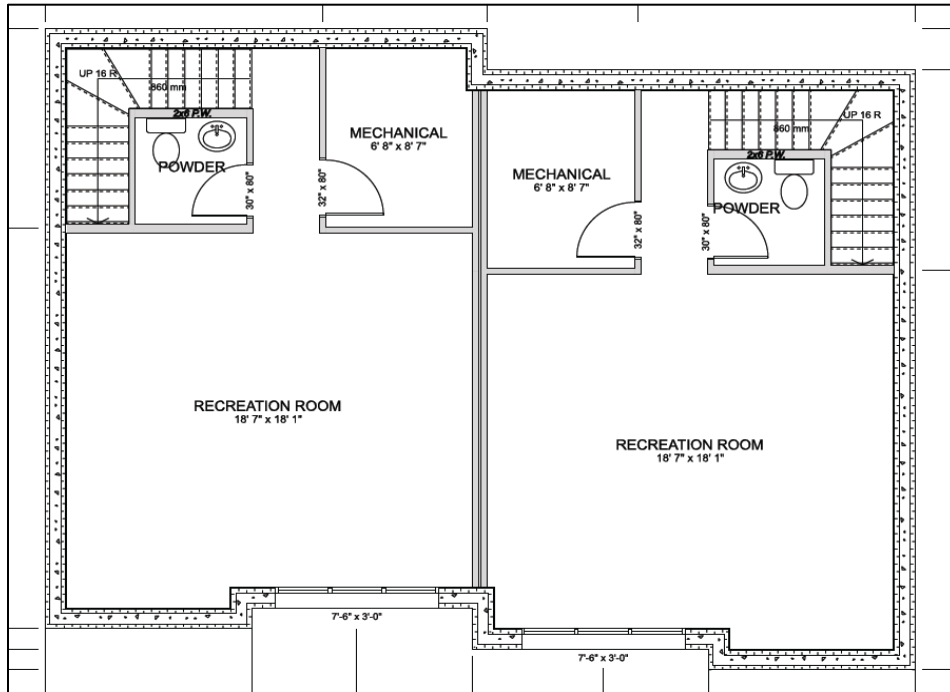 UP 16 R
860 mm
2x6 P.W.
POWDER
30" x 80"
32" x 80"
MECHANICAL
6' 8" x 8' 7"
UP 16 R
860 mm
2x6 P.W.
MECHANICAL
6' 8" x 8' 7"
POWDER
32" x 80"
30" x 80"
RECREATION ROOM
18' 7" x 18' 1"
RECREATION ROOM
18' 7" x 18' 1"
7'-6" x 3'-0"
7'-6" x 3'-0"